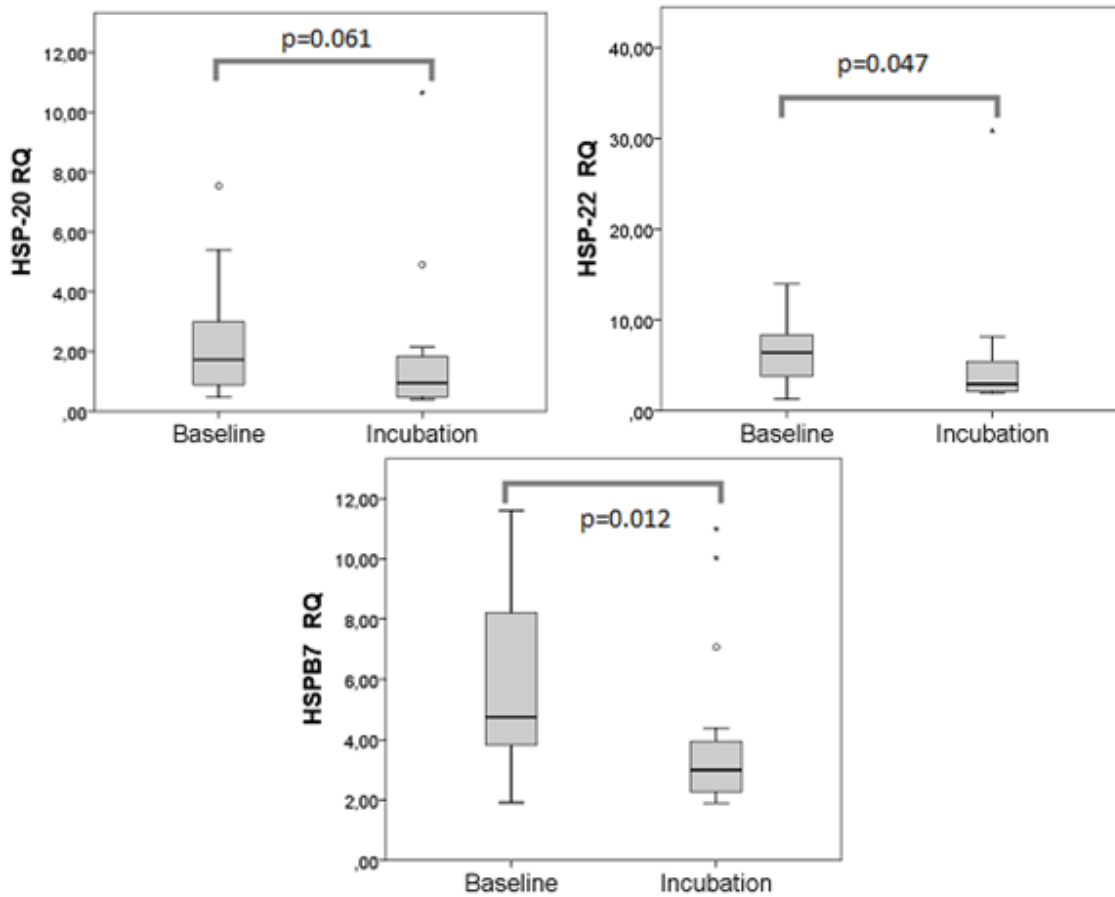 p=0.061
12,00
10,00
8,00
6,00
4,00
2,00
,00
HSP-20 RQ
Baseline
Incubation
p=0.047
40,00
30,00
20,00
10,00
,00
HSP-22 RQ
Baseline
Incubation
p=0.012
12,00
10,00
8,00
6,00
4,00
2,00
,00
HSPB7 RQ
Baseline
Incubation